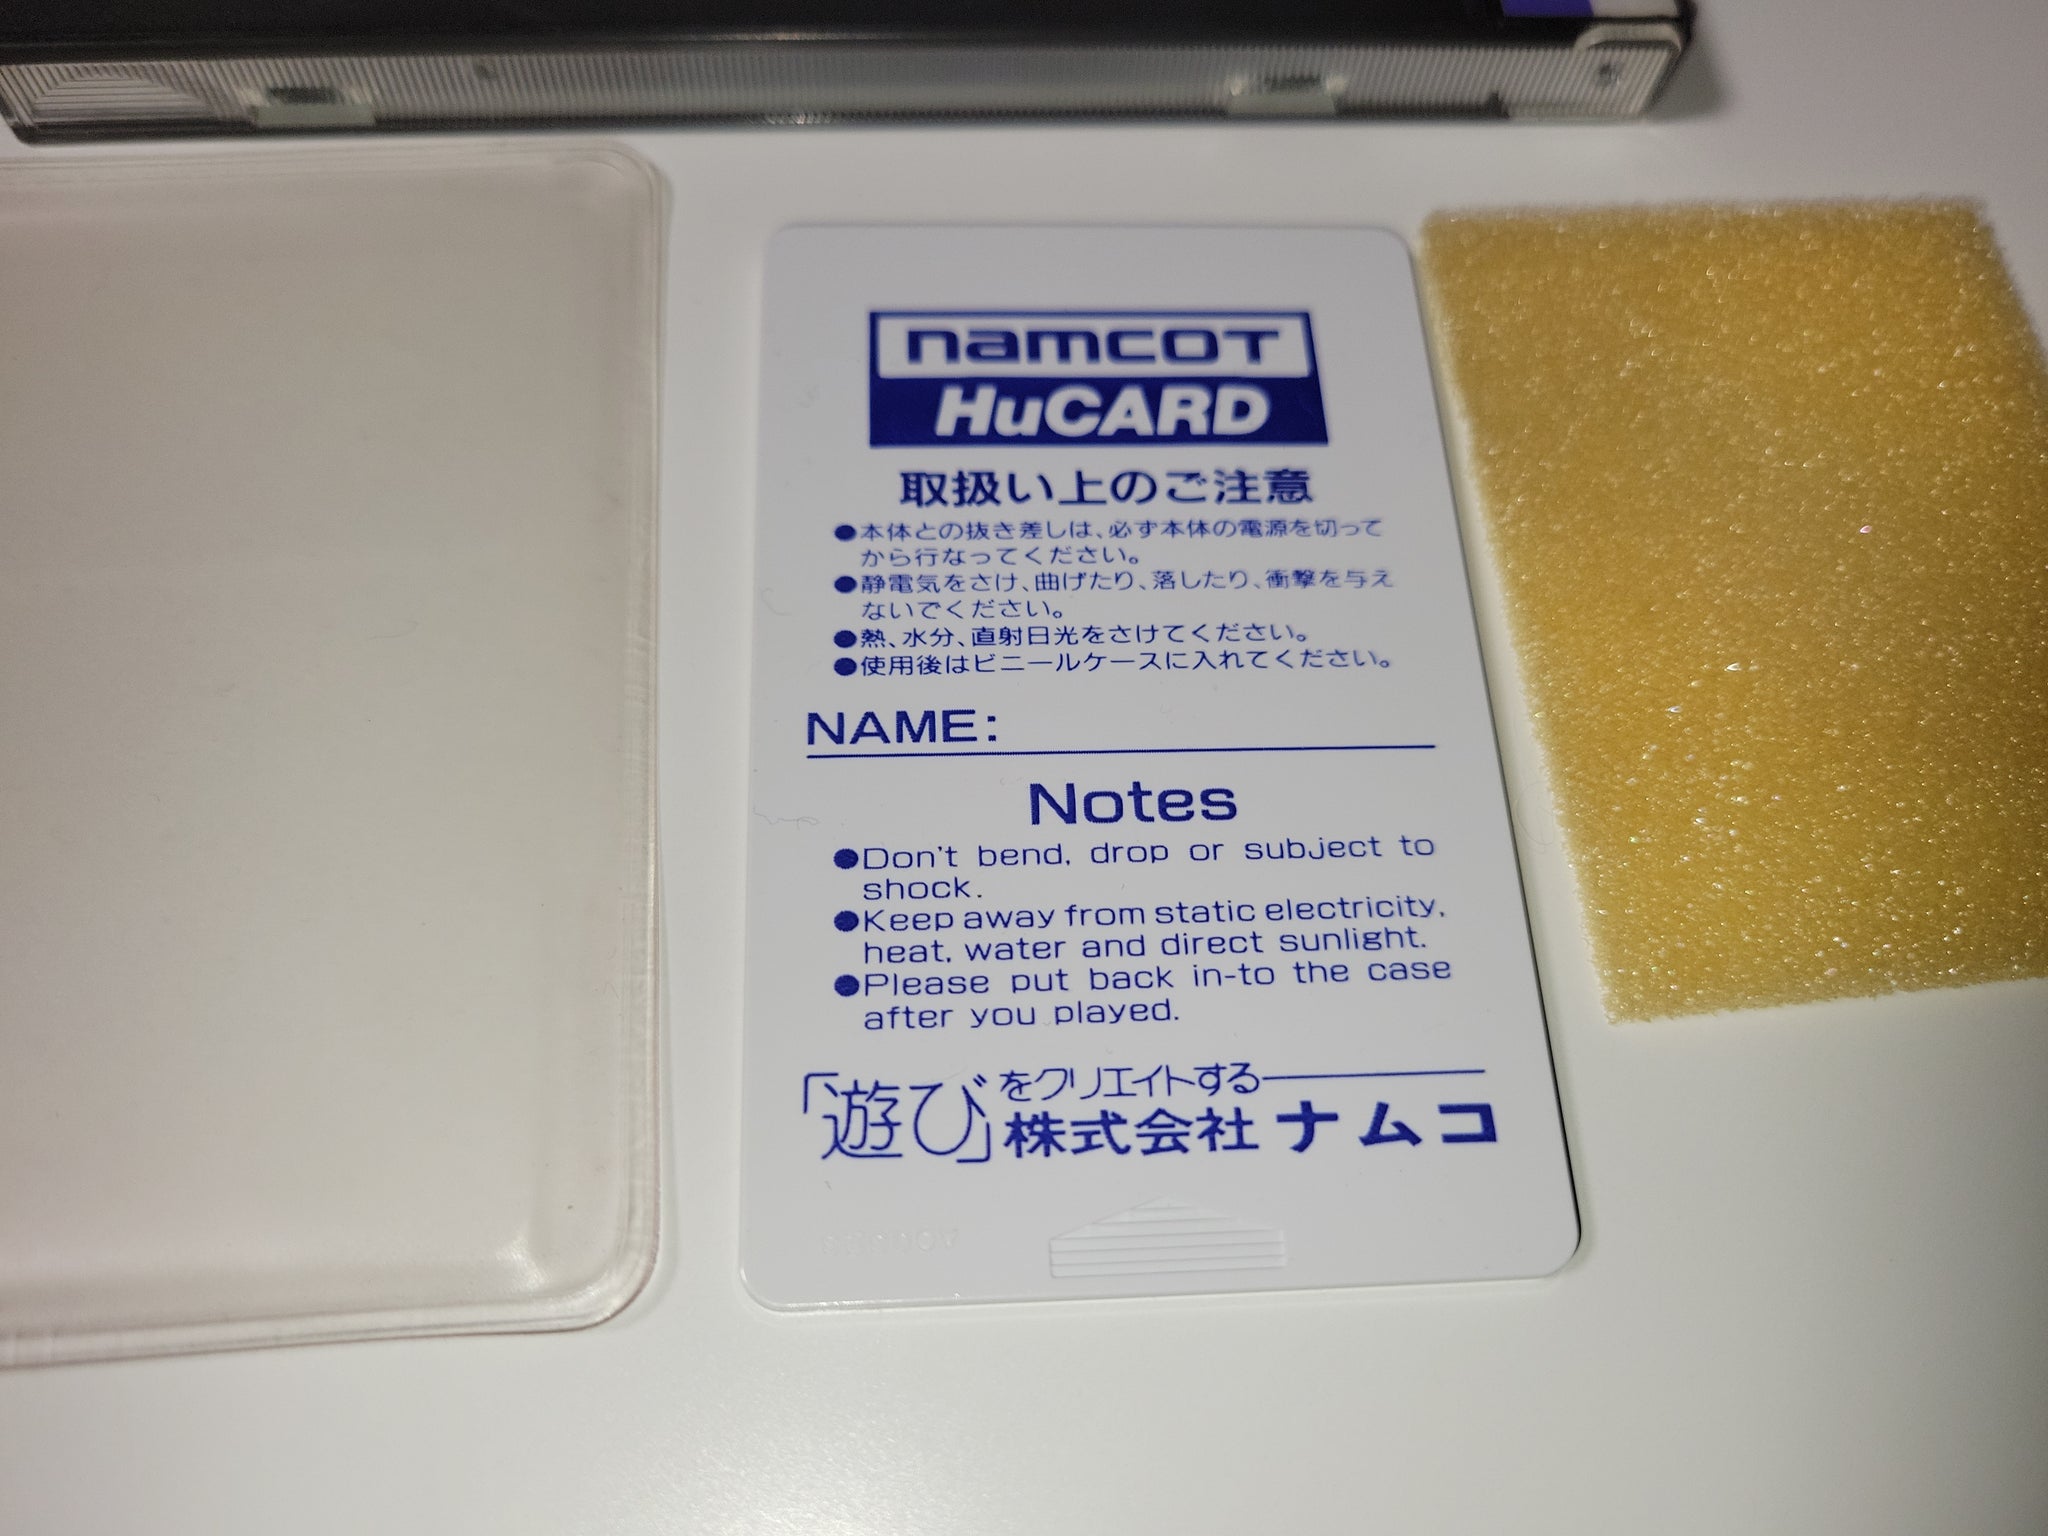 namcoT
HuCARD
取扱い上のご注意
●本体との抜き差しは、必ず本体の電源を切って
から行なってください。
●静電気をさけ、曲げたり、落したり、衝撃を与え
ないでください。
●熱、水分、直射日光をさけてください。
●使用後はビニールケースに入れてください。
NAME:
Notes
●Don't bend, drop or subject to
shock.
●Keep away from static electricity,
heat, water and direct sunlight.
●Please put back in-to the case
after you played.
「遊び」をクリエイトする
株式会社ナムコ